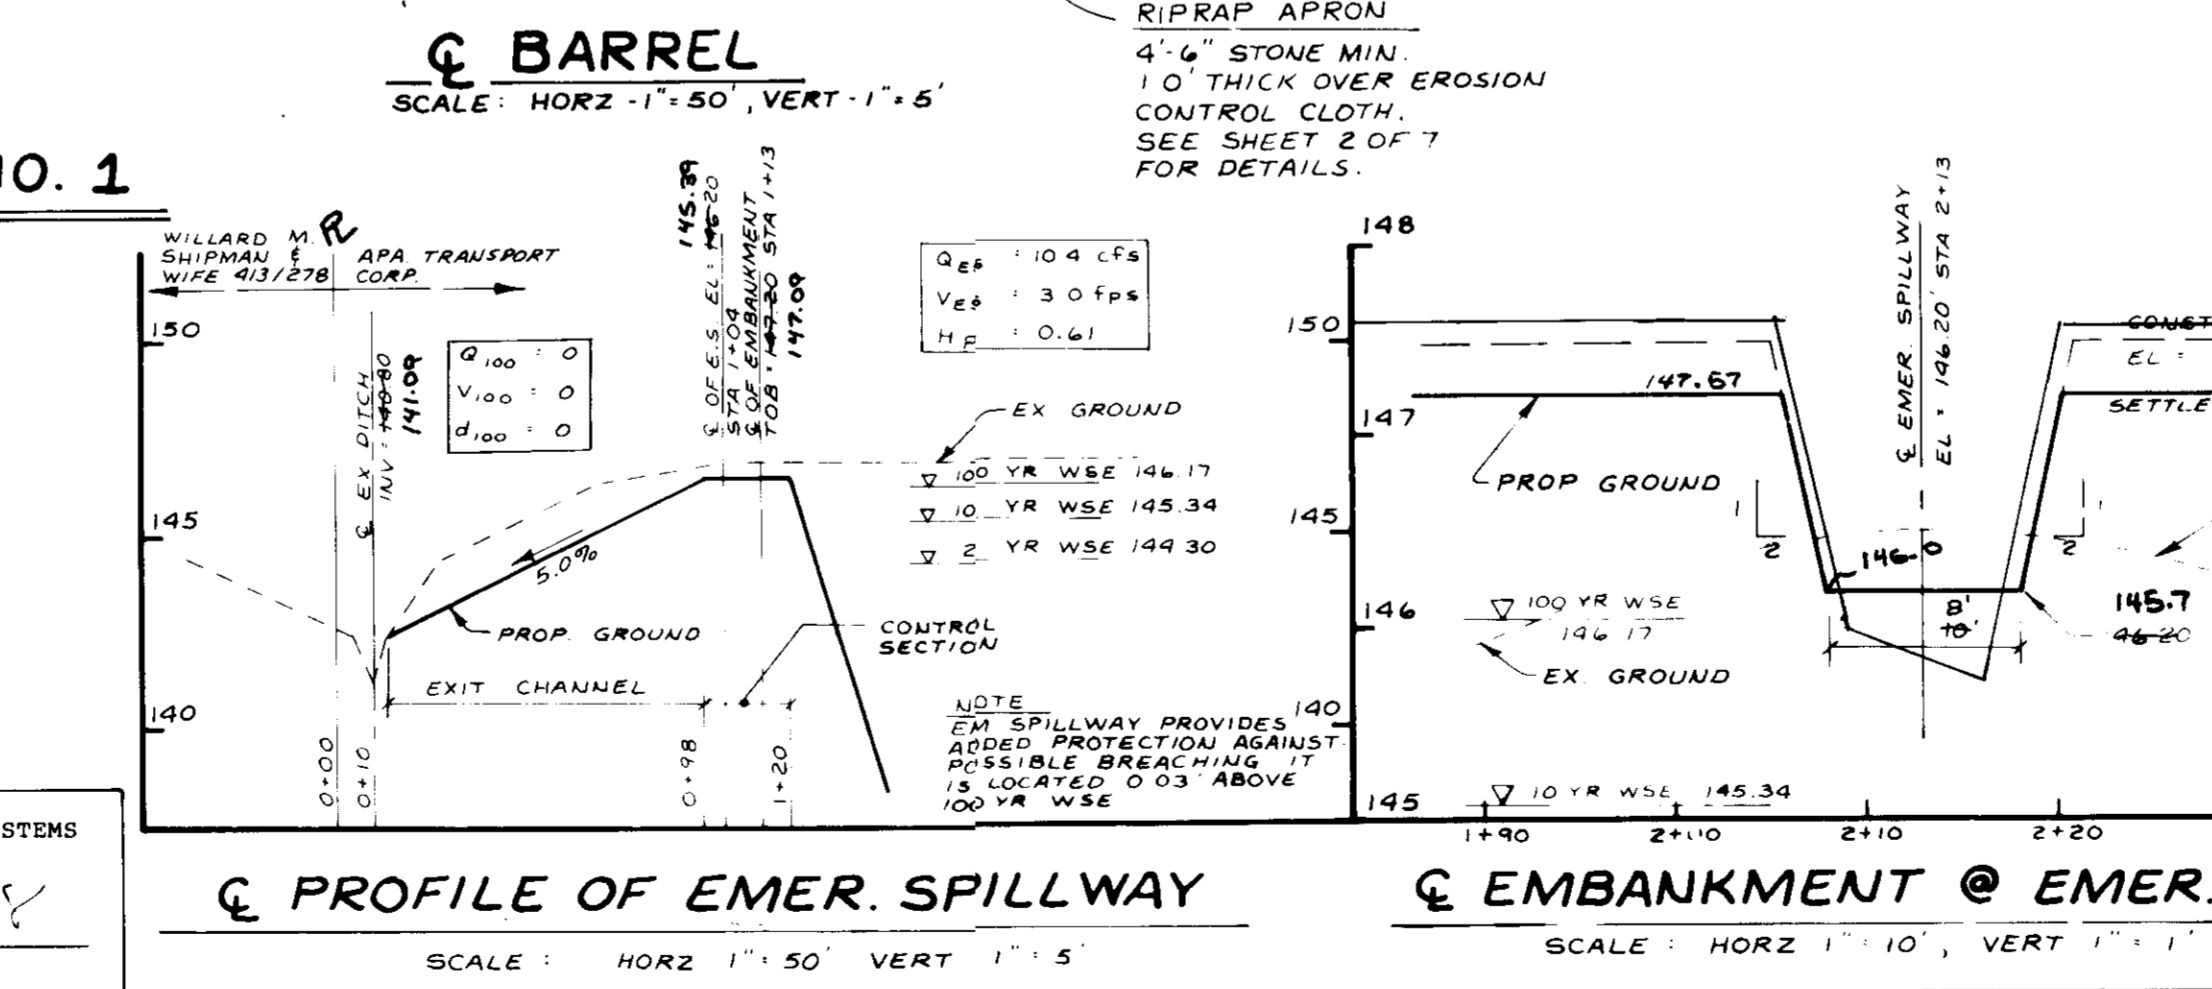 ℄ BARREL
SCALE: HORZ - 1"=50', VERT - 1"=5'
RIPRAP APRON
4'-6" STONE MIN.
1 0' THICK OVER EROSION
CONTROL CLOTH.
SEE SHEET 2 OF 7
FOR DETAILS.
O. 1
WILLARD M.
SHIPMAN &
WIFE 413/278
APA. TRANSPORT
CORP.
150
145
140
℄ EX DITCH
INV = 140.80
141.09
Q100 : 0
V100 : 0
d100 : 0
145.39
℄ OF E.S. EL = 146.20
STA 1+04
℄ OF EMBANKMENT
TOB = 147.20 STA 1+13
147.09
: 10 4 cfs
: 3 0 fps
: 0.61
EX GROUND
100 YR WSE 146.17
10 YR WSE 145.34
2 YR WSE 144 30
5.0%
PROP. GROUND
CONTROL
SECTION
EXIT CHANNEL
0+00
0+10
0+98
1+20
NOTE
EM SPILLWAY PROVIDES
ADDED PROTECTION AGAINST
POSSIBLE BREACHING IT
IS LOCATED 0 03' ABOVE
100 YR WSE
℄ PROFILE OF EMER. SPILLWAY
SCALE : HORZ 1" = 50' VERT 1" = 5'
STEMS
148
150
147
145
146
140
145
147.67
PROP GROUND
100 YR WSE
146 17
EX. GROUND
10 YR WSE 145.34
℄ EMER. SPILLWAY
EL = 146.20' STA 2+13
CONST
EL =
SETTLE
1
2
1
2
146.0
8'
10'
145.7
46 20
1+90
2+10
2+20
℄ EMBANKMENT @ EMER.
SCALE : HORZ 1" = 10', VERT 1" = 1'